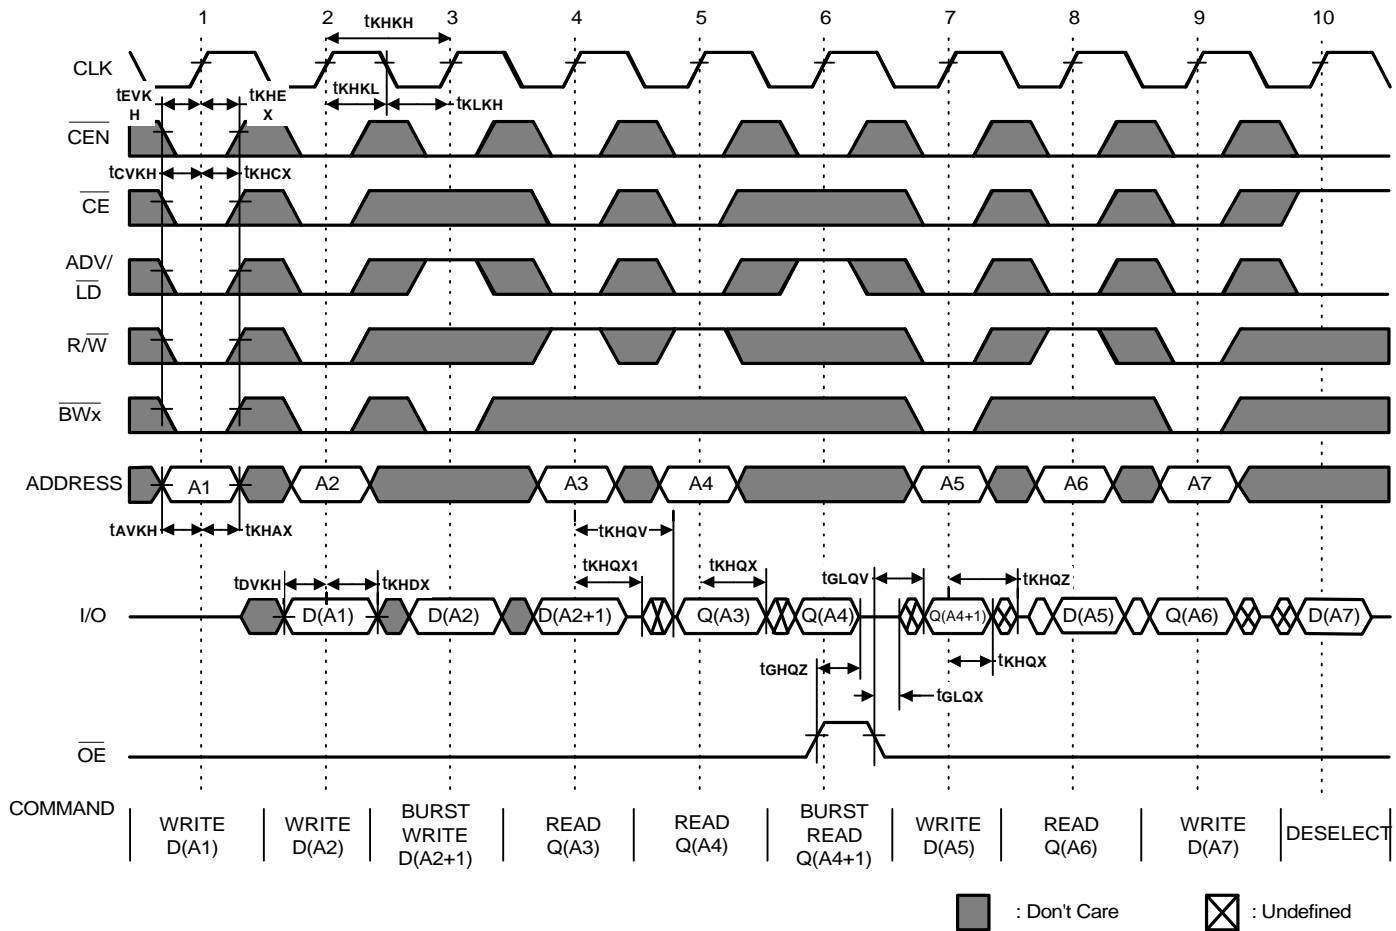 1 2 3 4 5 6 7 8 9 10
tKHKH
CLK
tEVK
H
tKHE
X
tKHKL
tKLKH
CEN
tCVKH
tKHCX
CE
ADV/
LD
R/W
BWx
ADDRESS
A1 A2 A3 A4 A5 A6 A7
tAVKH
tKHAX
tKHQV
tDVKH
tKHDX
tKHQX1
tKHQX
tGLQV
tKHQZ
I/O
D(A1) D(A2) D(A2+1) Q(A3) Q(A4) Q(A4+1) D(A5) Q(A6) D(A7)
tGHQZ
tKHQX
tGLQX
OE
COMMAND
WRITE
D(A1)
WRITE
D(A2)
BURST
WRITE
D(A2+1)
READ
Q(A3)
READ
Q(A4)
BURST
READ
Q(A4+1)
WRITE
D(A5)
READ
Q(A6)
WRITE
D(A7)
DESELECT
: Don't Care
: Undefined